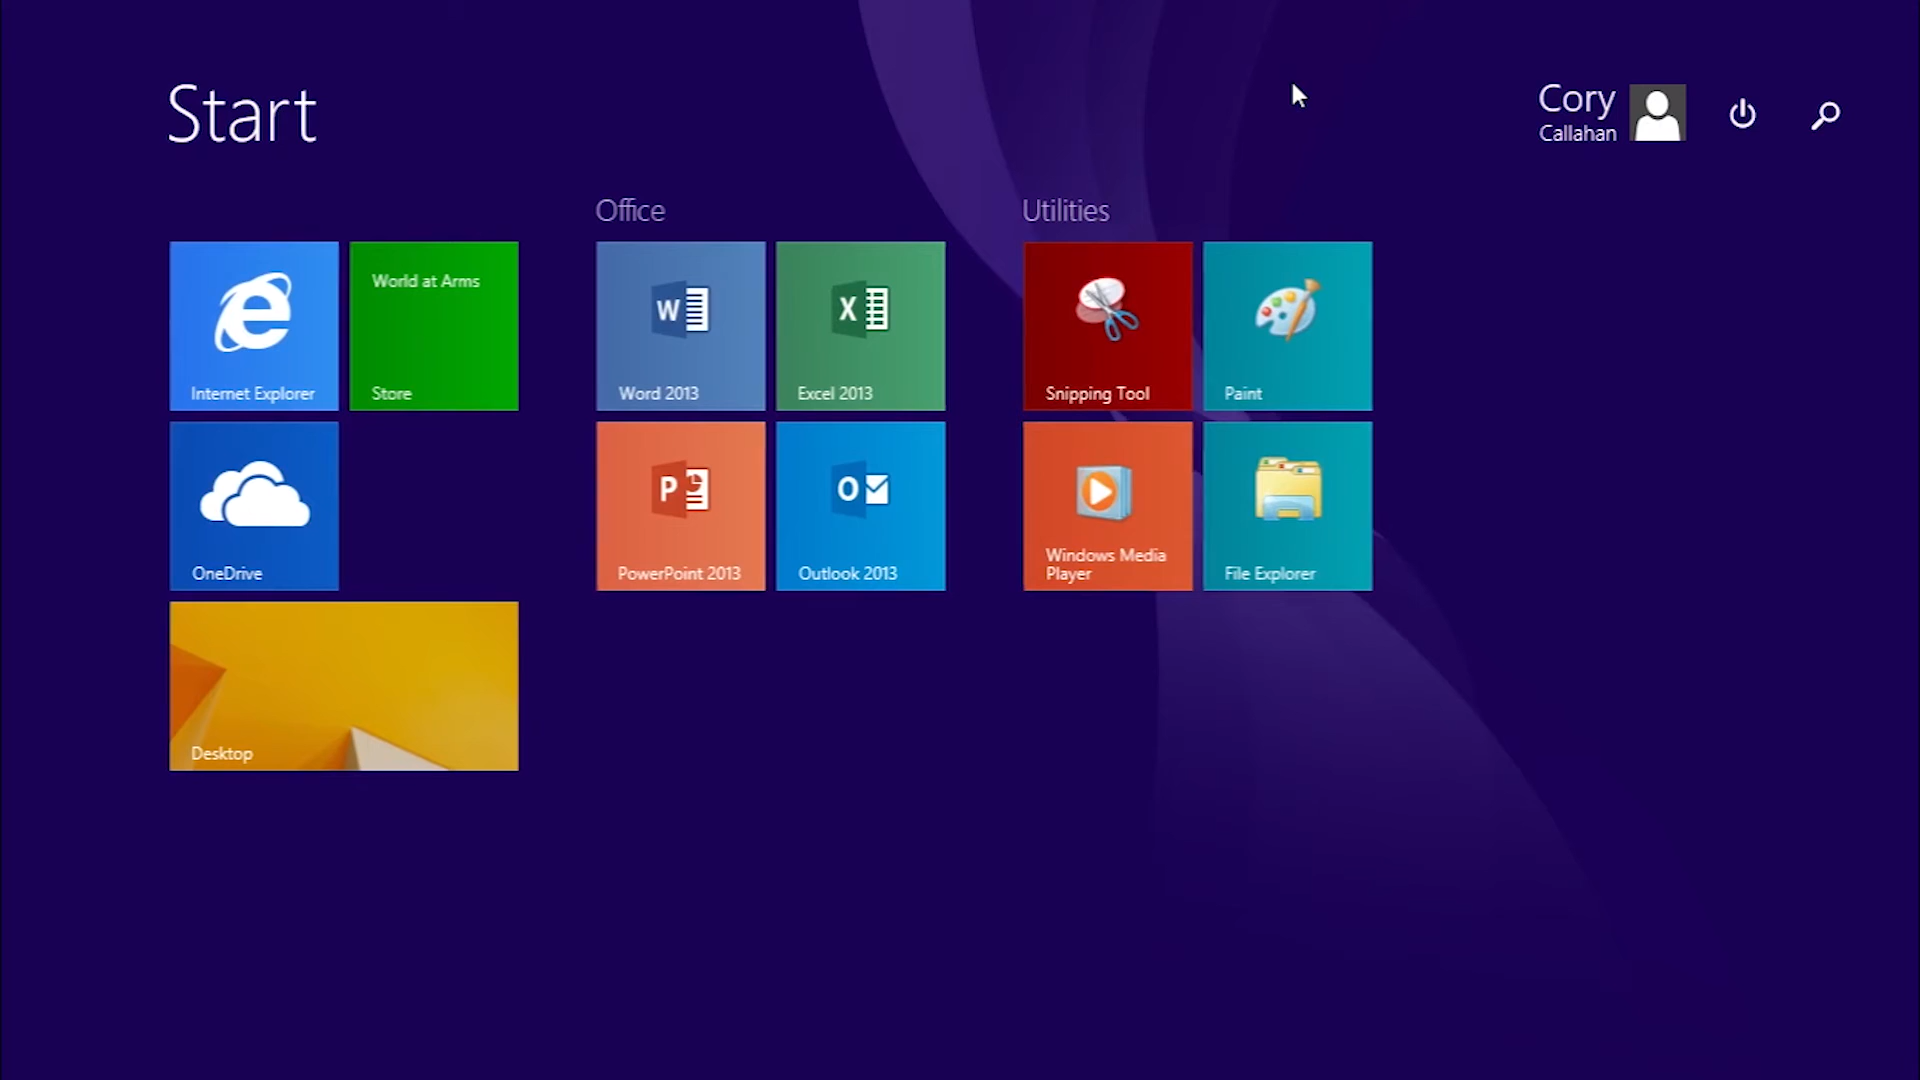 Start
Cory
Callahan
Office
Utilities
Internet Explorer
World at Arms
Store
W
Word 2013
X
Excel 2013
Snipping Tool
Paint
OneDrive
P
PowerPoint 2013
O
Outlook 2013
Windows Media
Player
File Explorer
Desktop